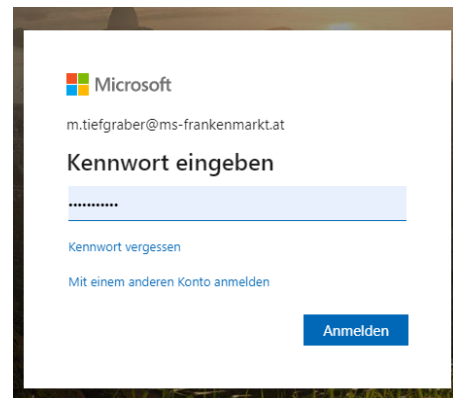 Microsoft
m.tiefgraber@ms-frankenmarkt.at
Kennwort eingeben
•••••••••••
Kennwort vergessen
Mit einem anderen Konto anmelden
Anmelden